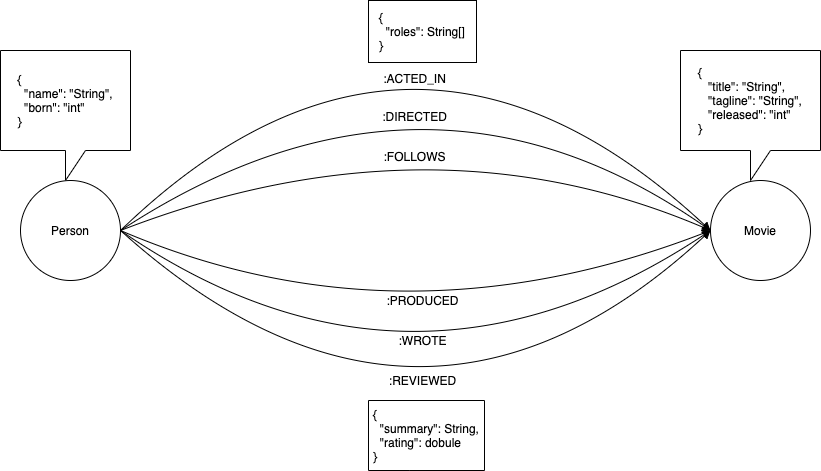 {
"roles": String[]
}
{
"name": "String",
"born": "int"
}
:ACTED_IN
{
"title": "String",
"tagline": "String",
"released": "int"
}
:DIRECTED
:FOLLOWS
Person
Movie
:PRODUCED
:WROTE
:REVIEWED
{
"summary": String,
"rating": dobule
}